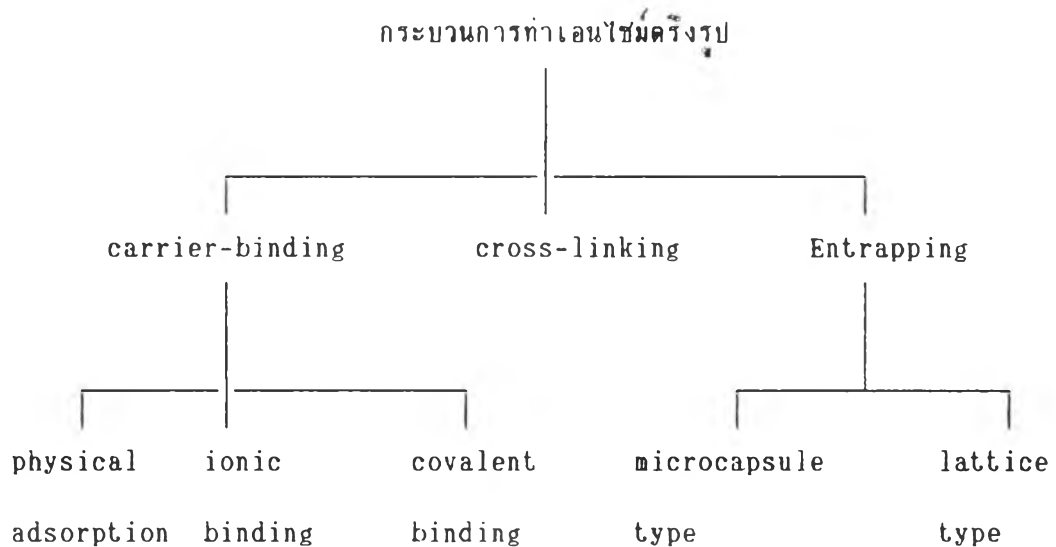 กระบวนการทำเอนไซม์ตรึงรูป
carrier-binding cross-linking Entrapping
physical ionic covalent microcapsule lattice
adsorption binding binding type type